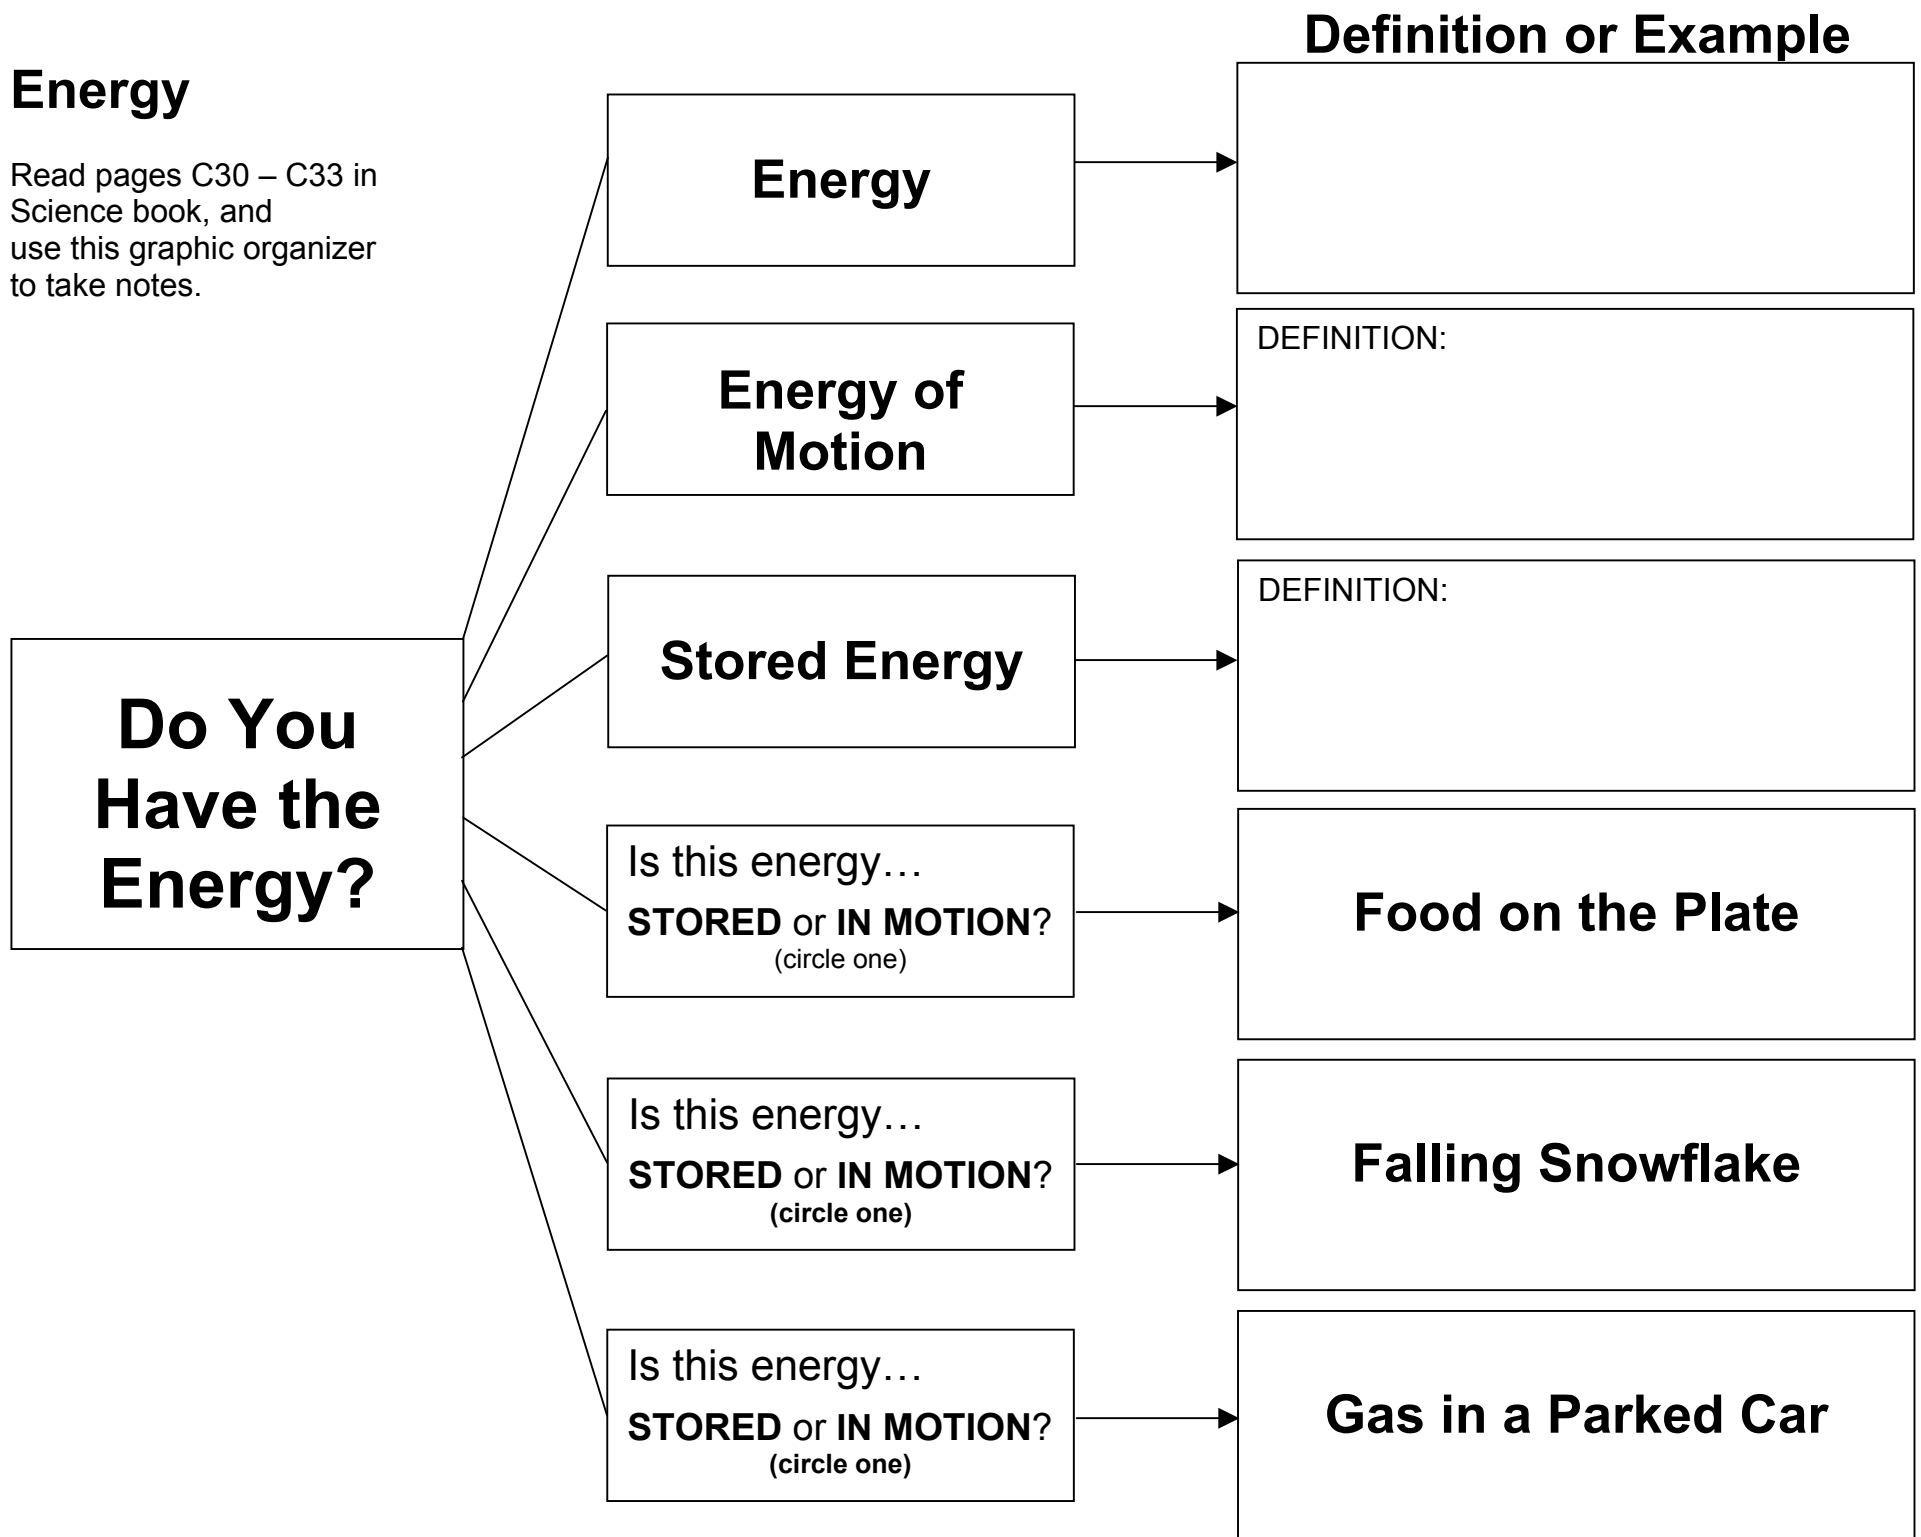 Definition or Example
Energy
Read pages C30 – C33 in
Science book, and
use this graphic organizer
to take notes.
Energy
Energy of
Motion
DEFINITION:
Stored Energy
DEFINITION:
Do You
Have the
Energy?
Is this energy…
STORED or IN MOTION?
(circle one)
Food on the Plate
Is this energy…
STORED or IN MOTION?
(circle one)
Falling Snowflake
Is this energy…
STORED or IN MOTION?
(circle one)
Gas in a Parked Car